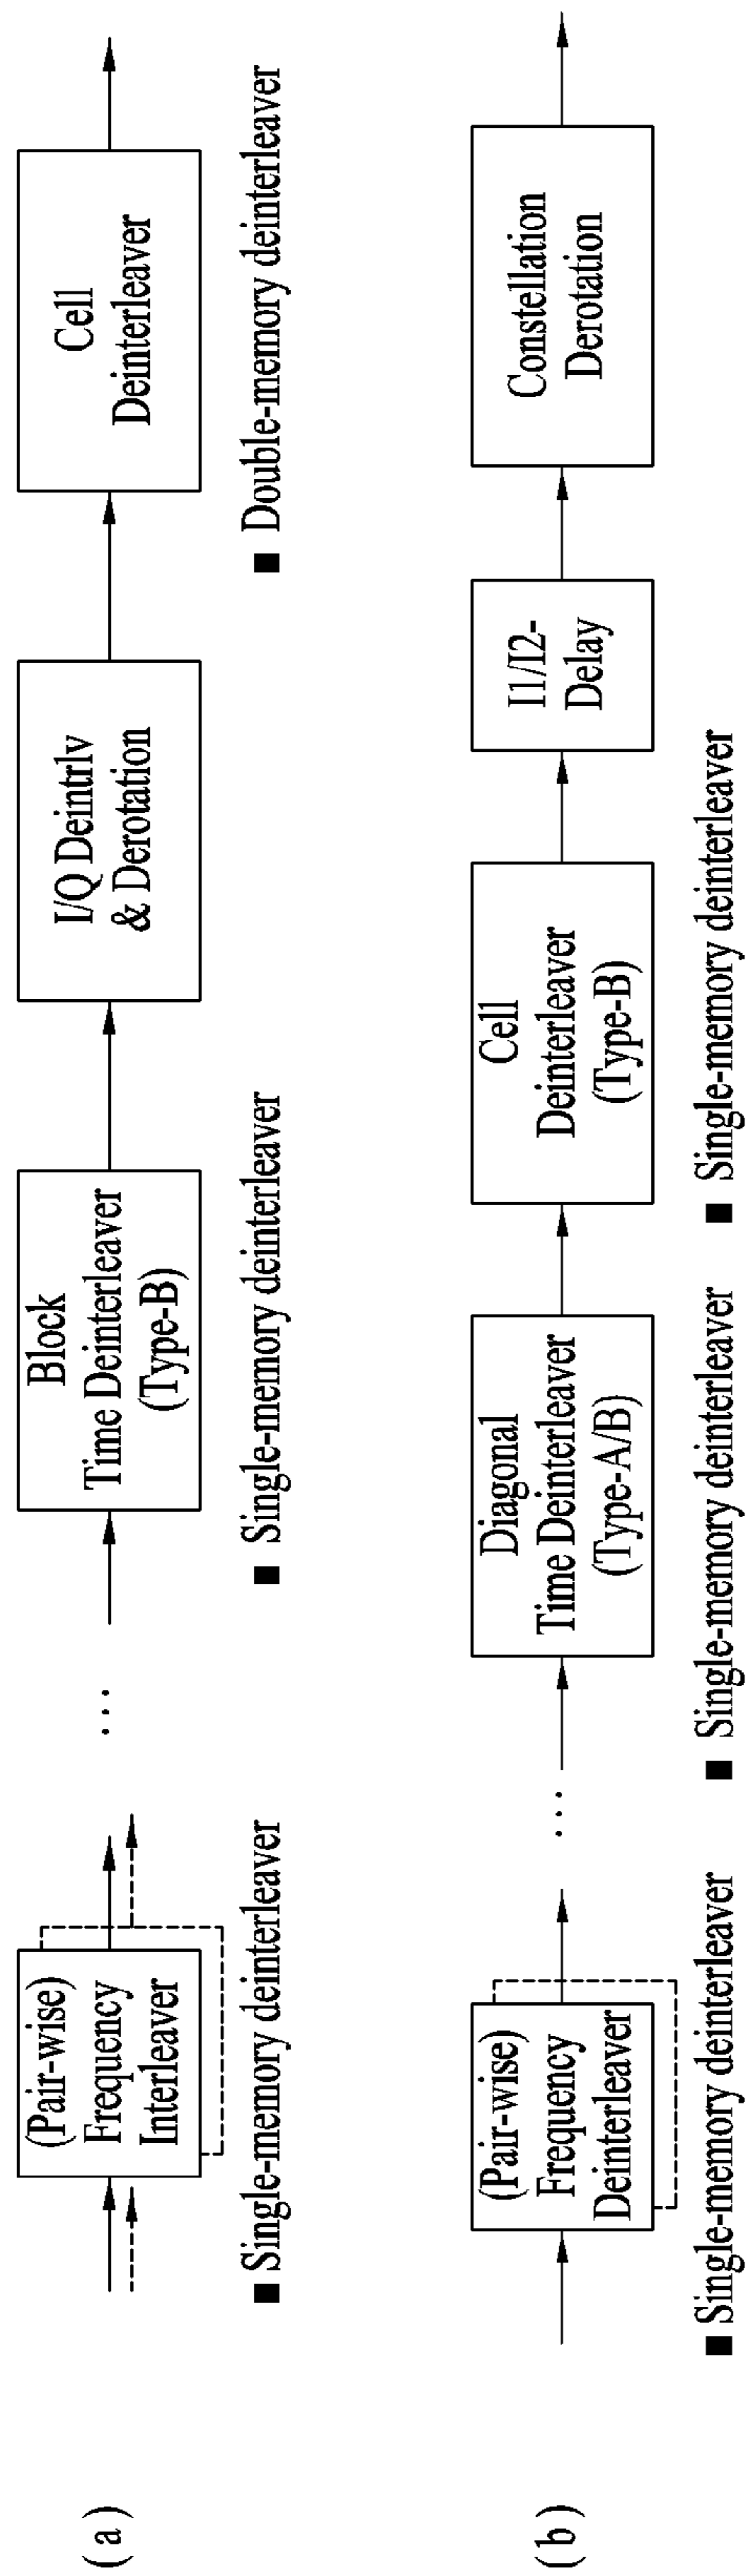 ( a )
(Pair-wise)
Frequency
Interleaver
■ Single-memory deinterleaver
...
Block
Time Deinterleaver
(Type-B)
■ Single-memory deinterleaver
I/Q Deintrlv
& Derotation
Cell
Deinterleaver
■ Double-memory deinterleaver
( b )
(Pair-wise)
Frequency
Deinterleaver
■ Single-memory deinterleaver
...
Diagonal
Time Deinterleaver
(Type-A/B)
■ Single-memory deinterleaver
Cell
Deinterleaver
(Type-B)
■ Single-memory deinterleaver
I1/I2-
Delay
Constellation
Derotation